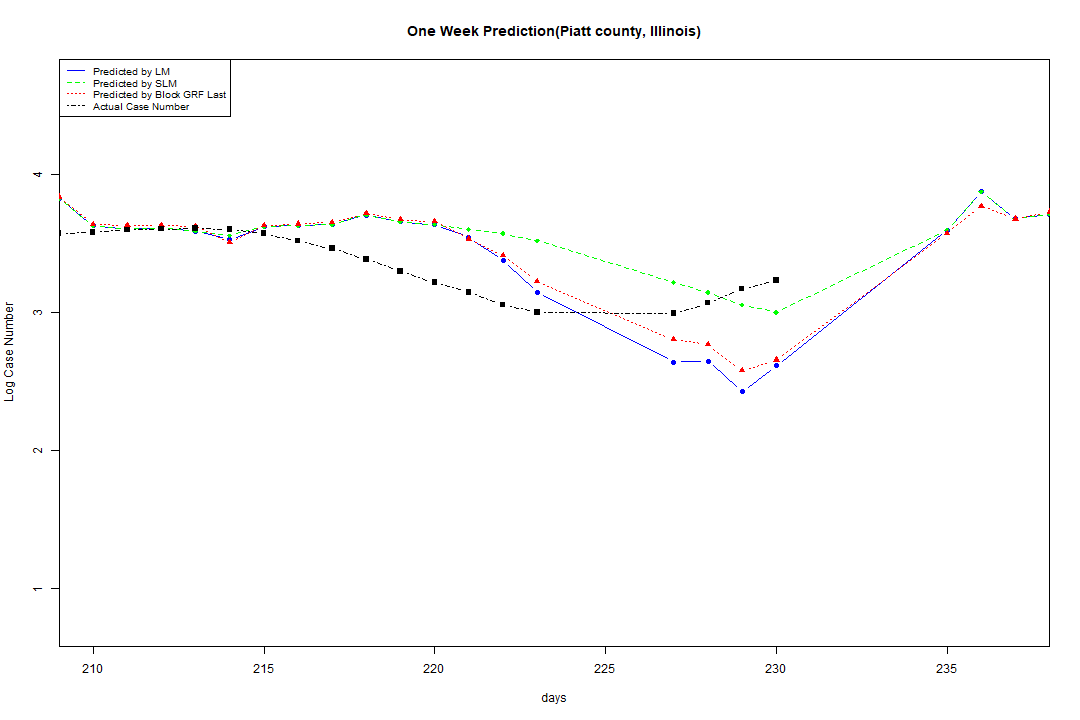 One Week Prediction(Piatt county, Illinois)
Predicted by LM
Predicted by SLM
Predicted by Block GRF Last
Actual Case Number
4
3
2
1
Log Case Number
210 215 220 225 230 235
days